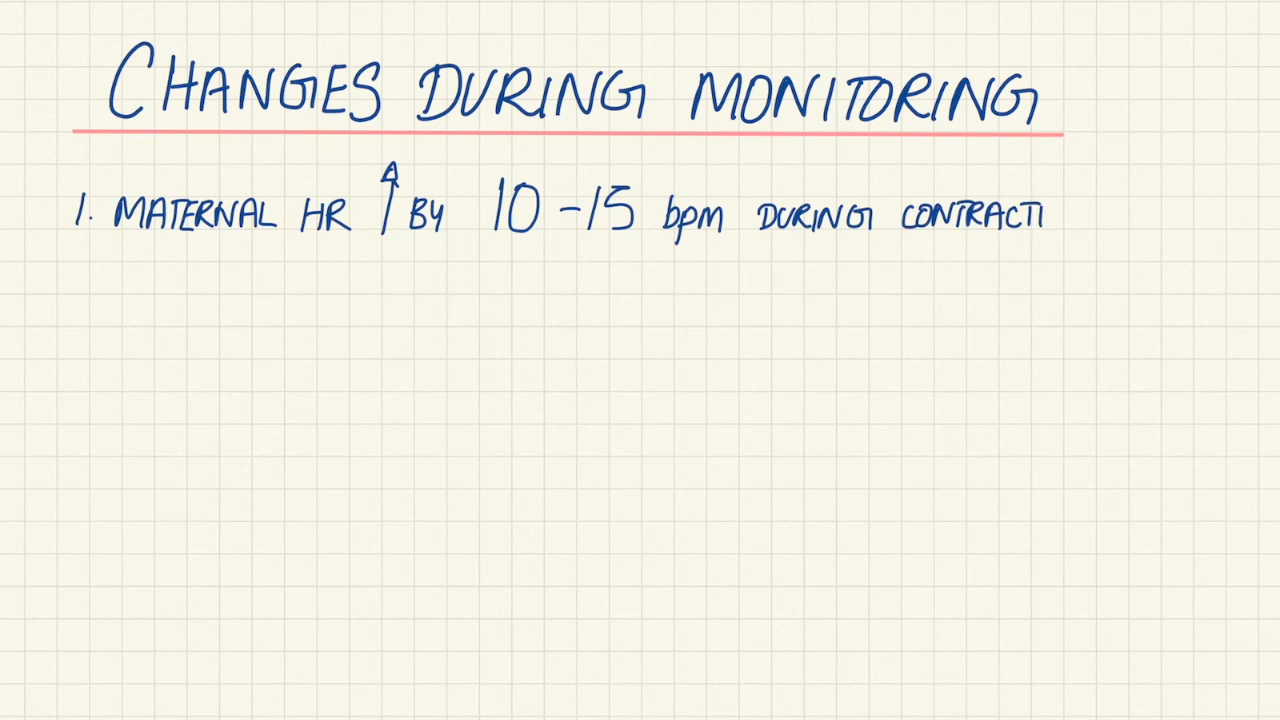 CHANGES DURING MONITORING
1. MATERNAL HR ↑ BY 10-15 bpm DURING CONTRACTI